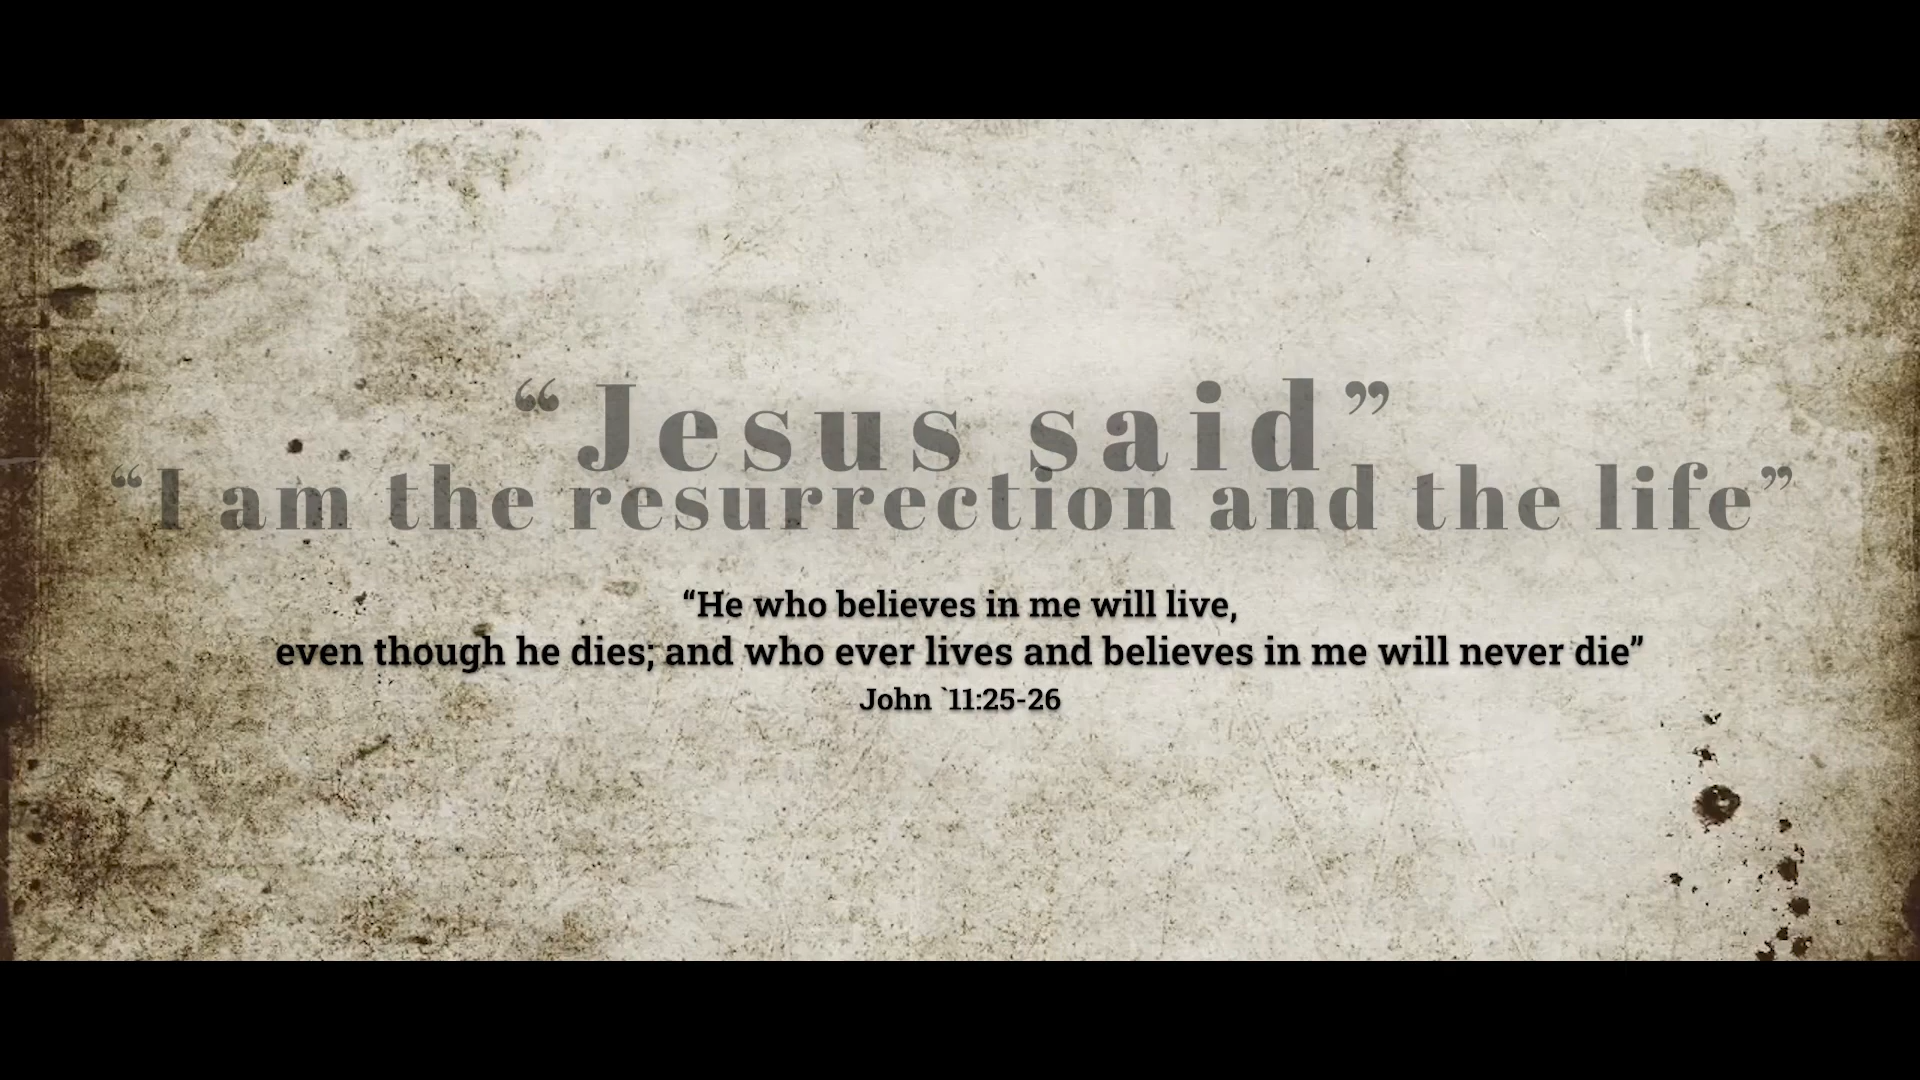 “Jesus said”
“I am the resurrection and the life”
“He who believes in me will live,
even though he dies; and who ever lives and believes in me will never die”
John `11:25-26